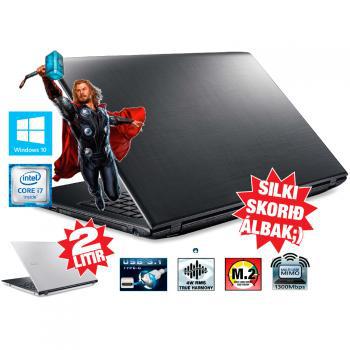 Windows 10
intel
CORE i7
inside
SILKI
SKORIÐ
ÁLBAK;)
2
LITIR
USB 3.1
TYPE-C
4W RMS
TRUE HARMONY
M.2
MIMO
1300Mbps